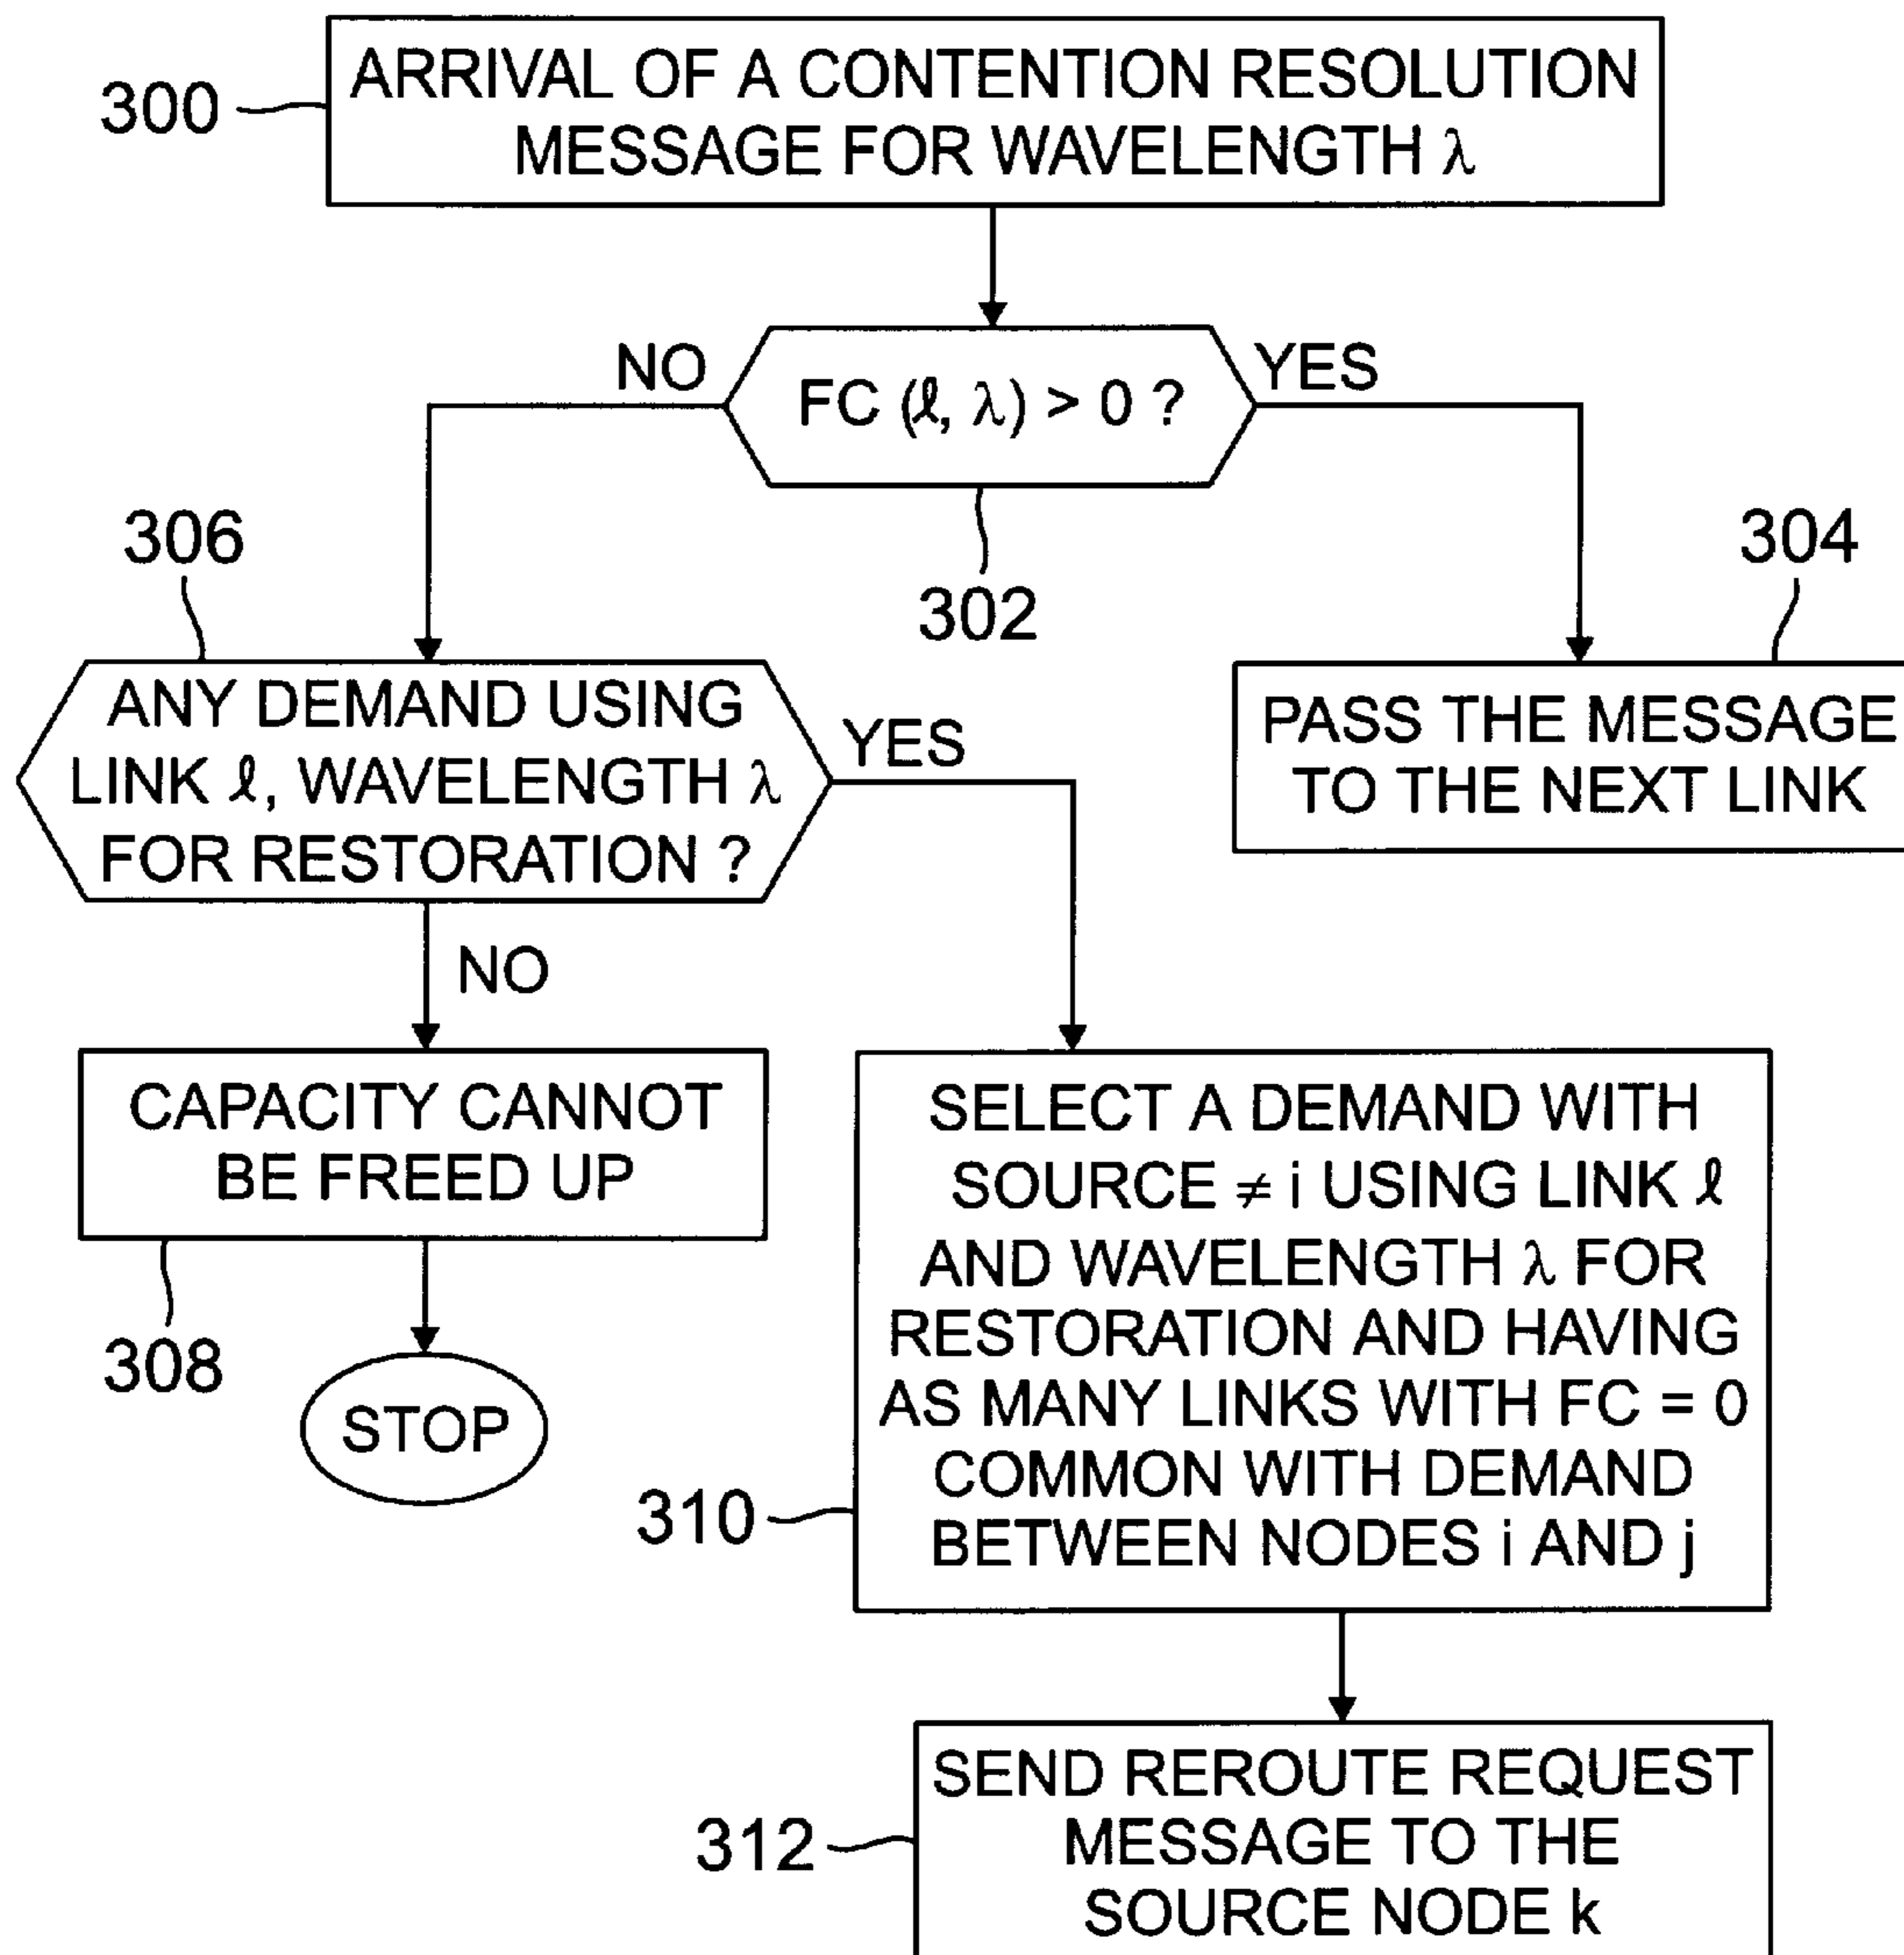 ARRIVAL OF A CONTENTION RESOLUTION
MESSAGE FOR WAVELENGTH λ
300
NO
YES
FC (ℓ, λ) > 0 ?
302
306
304
ANY DEMAND USING
LINK ℓ, WAVELENGTH λ
FOR RESTORATION ?
YES
PASS THE MESSAGE
TO THE NEXT LINK
NO
CAPACITY CANNOT
BE FREED UP
308
STOP
SELECT A DEMAND WITH
SOURCE ≠ i USING LINK ℓ
AND WAVELENGTH λ FOR
RESTORATION AND HAVING
AS MANY LINKS WITH FC = 0
COMMON WITH DEMAND
BETWEEN NODES i AND j
310
SEND REROUTE REQUEST
MESSAGE TO THE
SOURCE NODE k
312